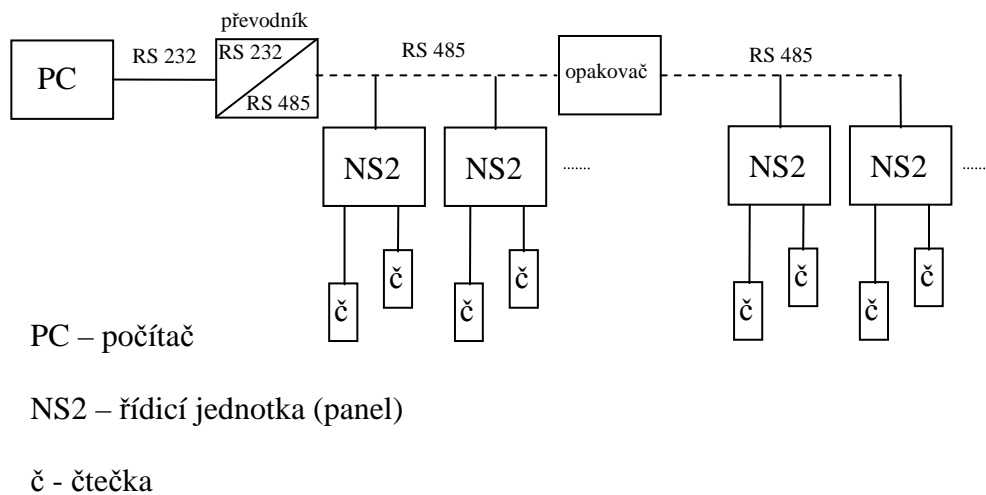 převodník
PC
RS 232
RS 232
RS 485
RS 485
opakovač
RS 485
NS2
NS2
.......
NS2
NS2
......
č
č
č
č
č
č
č
č
PC – počítač
NS2 – řídicí jednotka (panel)
č - čtečka